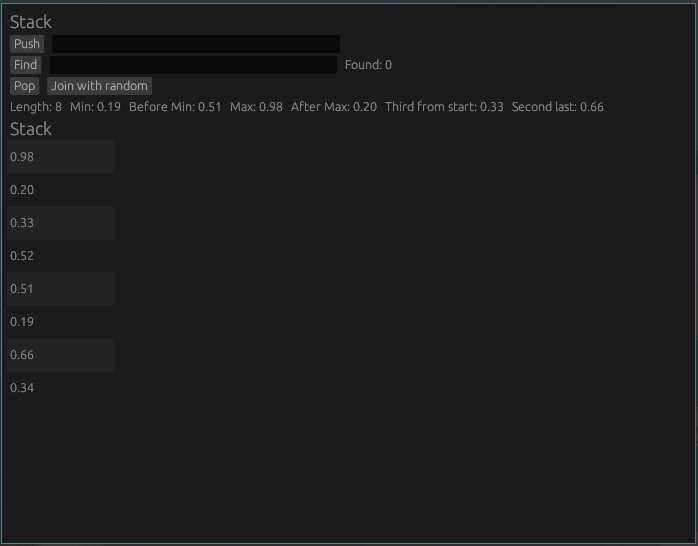 Stack
Push
Find Found: 0
Pop Join with random
Length: 8 Min: 0.19 Before Min: 0.51 Max: 0.98 After Max: 0.20 Third from start: 0.33 Second last: 0.66
Stack
0.98
0.20
0.33
0.52
0.51
0.19
0.66
0.34